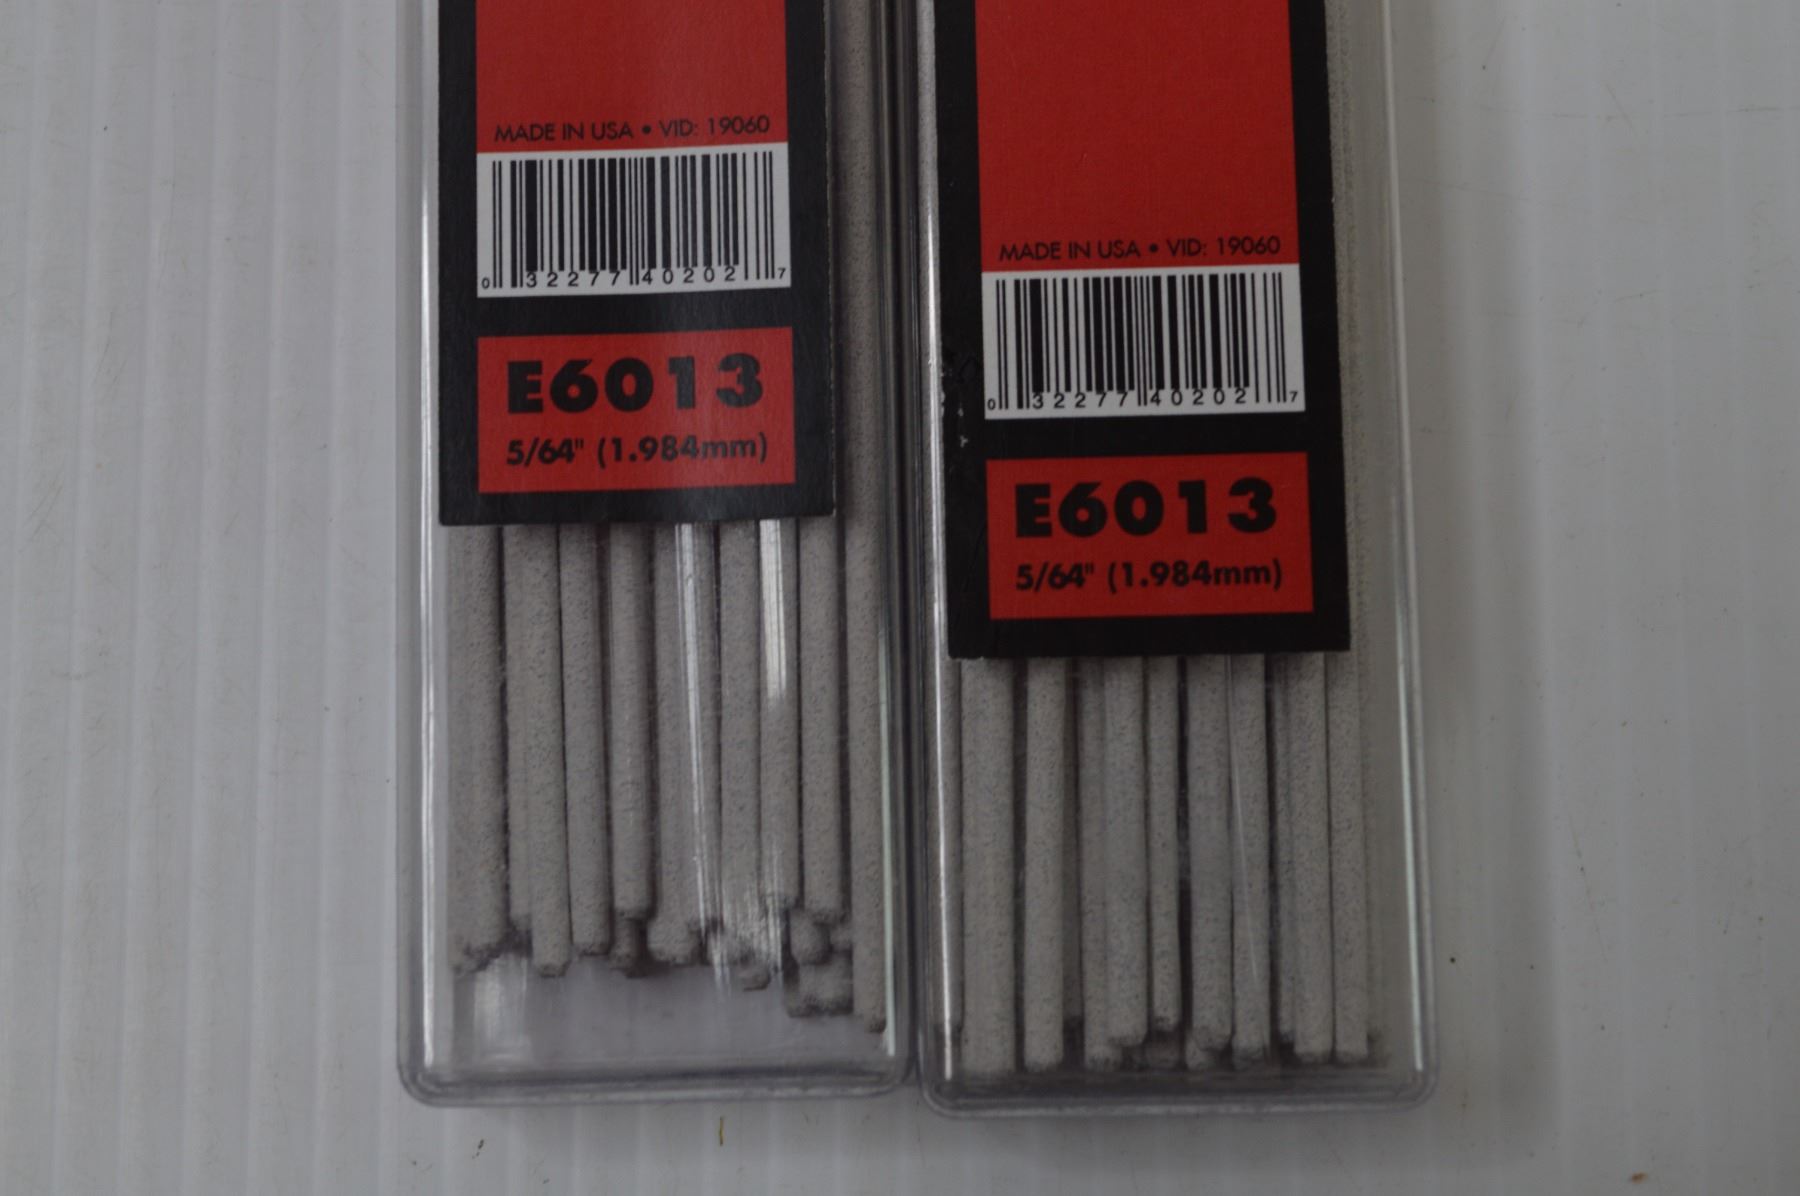 MADE IN USA • VID: 19060
0 32277 40202 7
E6013
5/64" (1.984mm)
MADE IN USA • VID: 19060
0 32277 40202 7
E6013
5/64" (1.984mm)